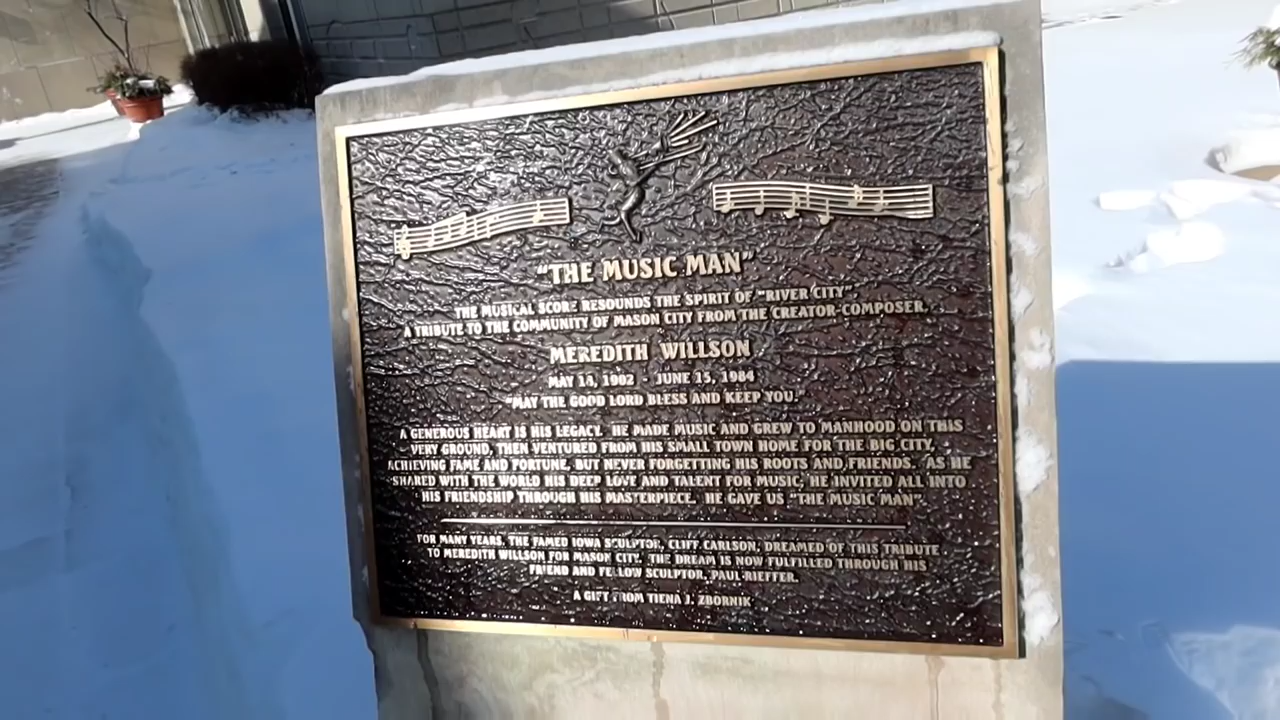 "THE MUSIC MAN"
THE MUSICAL SCORE RESOUNDS THE SPIRIT OF "RIVER CITY"
A TRIBUTE TO THE COMMUNITY OF MASON CITY FROM THE CREATOR-COMPOSER,
MEREDITH WILLSON
MAY 18, 1902 - JUNE 15, 1984
"MAY THE GOOD LORD BLESS AND KEEP YOU."
A GENEROUS HEART IS HIS LEGACY. HE MADE MUSIC AND GREW TO MANHOOD ON THIS
VERY GROUND, THEN VENTURED FROM HIS SMALL TOWN HOME FOR THE BIG CITY,
ACHIEVING FAME AND FORTUNE, BUT NEVER FORGETTING HIS ROOTS AND FRIENDS. AS HE
SHARED WITH THE WORLD HIS DEEP LOVE AND TALENT FOR MUSIC, HE INVITED ALL INTO
HIS FRIENDSHIP THROUGH HIS MASTERPIECE. HE GAVE US "THE MUSIC MAN"
FOR MANY YEARS, THE FAMED IOWA SCULPTOR, CLIFF CARLSON, DREAMED OF THIS TRIBUTE
TO MEREDITH WILLSON FOR MASON CITY. THE DREAM IS NOW FULFILLED THROUGH HIS
FRIEND AND FELLOW SCULPTOR, PAUL RIEFFER.
A GIFT FROM TIENA J. ZBORNIK